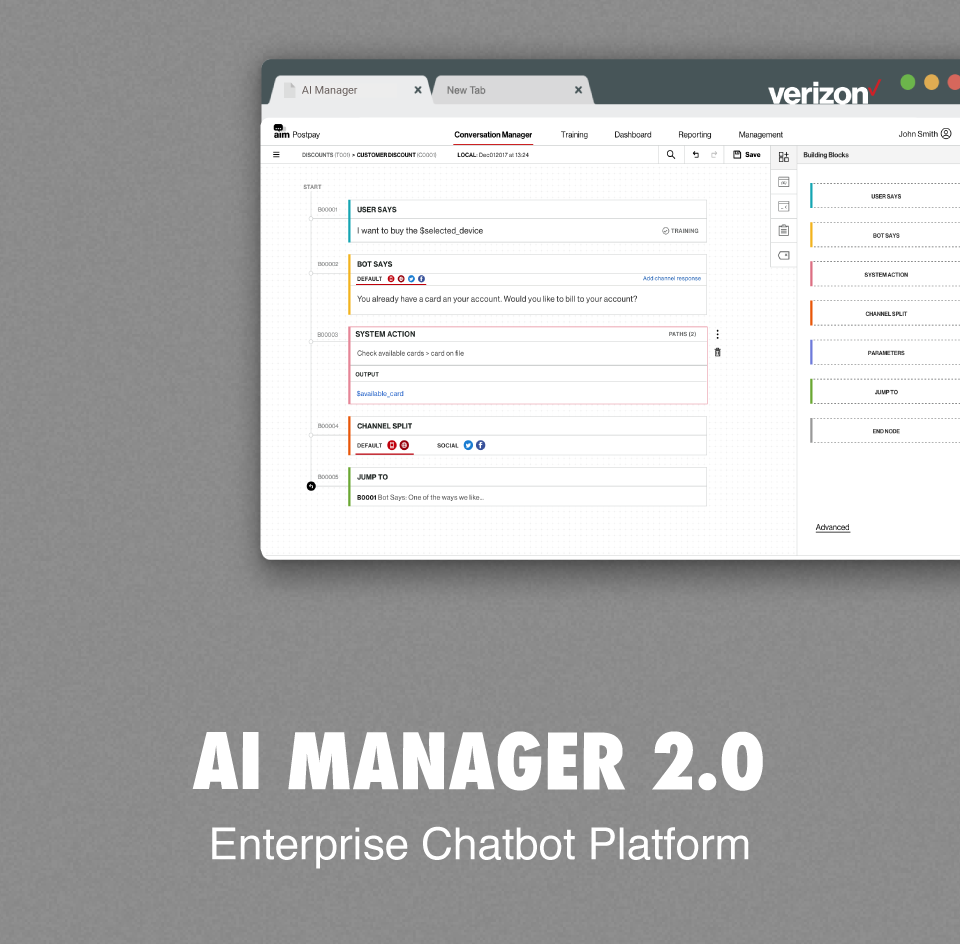 AI Manager
New Tab
verizon
aim Postpay
Conversation Manager
Training
Dashboard
Reporting
Management
John Smith
DISCOUNTS (T001) > CUSTOMER DISCOUNT (C0001)
LOCAL: Dec012017 at 13:24
Save
Building Blocks
START
B00001
USER SAYS
I want to buy the $selected_device
TRAINING
B00002
BOT SAYS
DEFAULT
Add channel response
You already have a card an your account. Would you like to bill to your account?
B00003
SYSTEM ACTION
PATHS (2)
Check available cards > card on file
OUTPUT
$available_card
B00004
CHANNEL SPLIT
DEFAULT
SOCIAL
B00005
JUMP TO
B0001 Bot Says: One of the ways we like...
USER SAYS
BOT SAYS
SYSTEM ACTION
CHANNEL SPLIT
PARAMETERS
JUMP TO
END NODE
Advanced
AI MANAGER 2.0
Enterprise Chatbot Platform